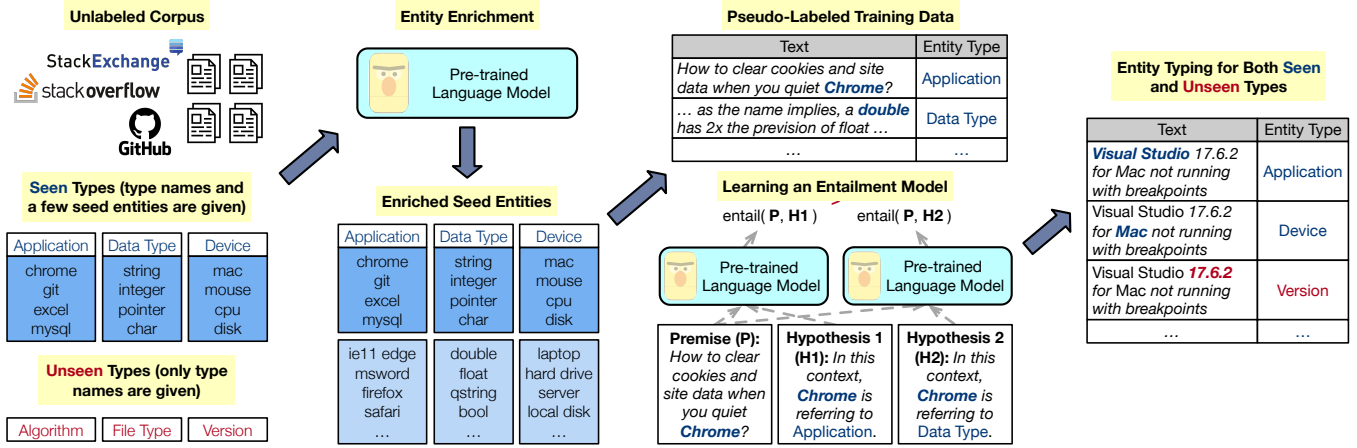 Unlabeled Corpus
StackExchange
stackoverflow
GitHub
Seen Types (type names and
a few seed entities are given)
Application
chrome
git
excel
mysql
Data Type
string
integer
pointer
char
Device
mac
mouse
cpu
disk
Unseen Types (only type
names are given)
Algorithm
File Type
Version
Entity Enrichment
Pre-trained
Language Model
Enriched Seed Entities
Application
chrome
git
excel
mysql
ie11 edge
msword
firefox
safari
...
Data Type
string
integer
pointer
char
double
float
qstring
bool
...
Device
mac
mouse
cpu
disk
laptop
hard drive
server
local disk
...
Pseudo-Labeled Training Data
Text
Entity Type
How to clear cookies and site
data when you quiet Chrome?
Application
... as the name implies, a double
has 2x the prevision of float ...
Data Type
...
...
Learning an Entailment Model
entail( P, H1 )
entail( P, H2 )
Pre-trained
Language Model
Pre-trained
Language Model
Premise (P):
How to clear
cookies and
site data when
you quiet
Chrome?
Hypothesis 1
(H1): In this
context,
Chrome is
referring to
Application.
Hypothesis 2
(H2): In this
context,
Chrome is
referring to
Data Type.
Entity Typing for Both Seen
and Unseen Types
Text
Entity Type
Visual Studio 17.6.2
for Mac not running
with breakpoints
Application
Visual Studio 17.6.2
for Mac not running
with breakpoints
Device
Visual Studio 17.6.2
for Mac not running
with breakpoints
Version
...
...